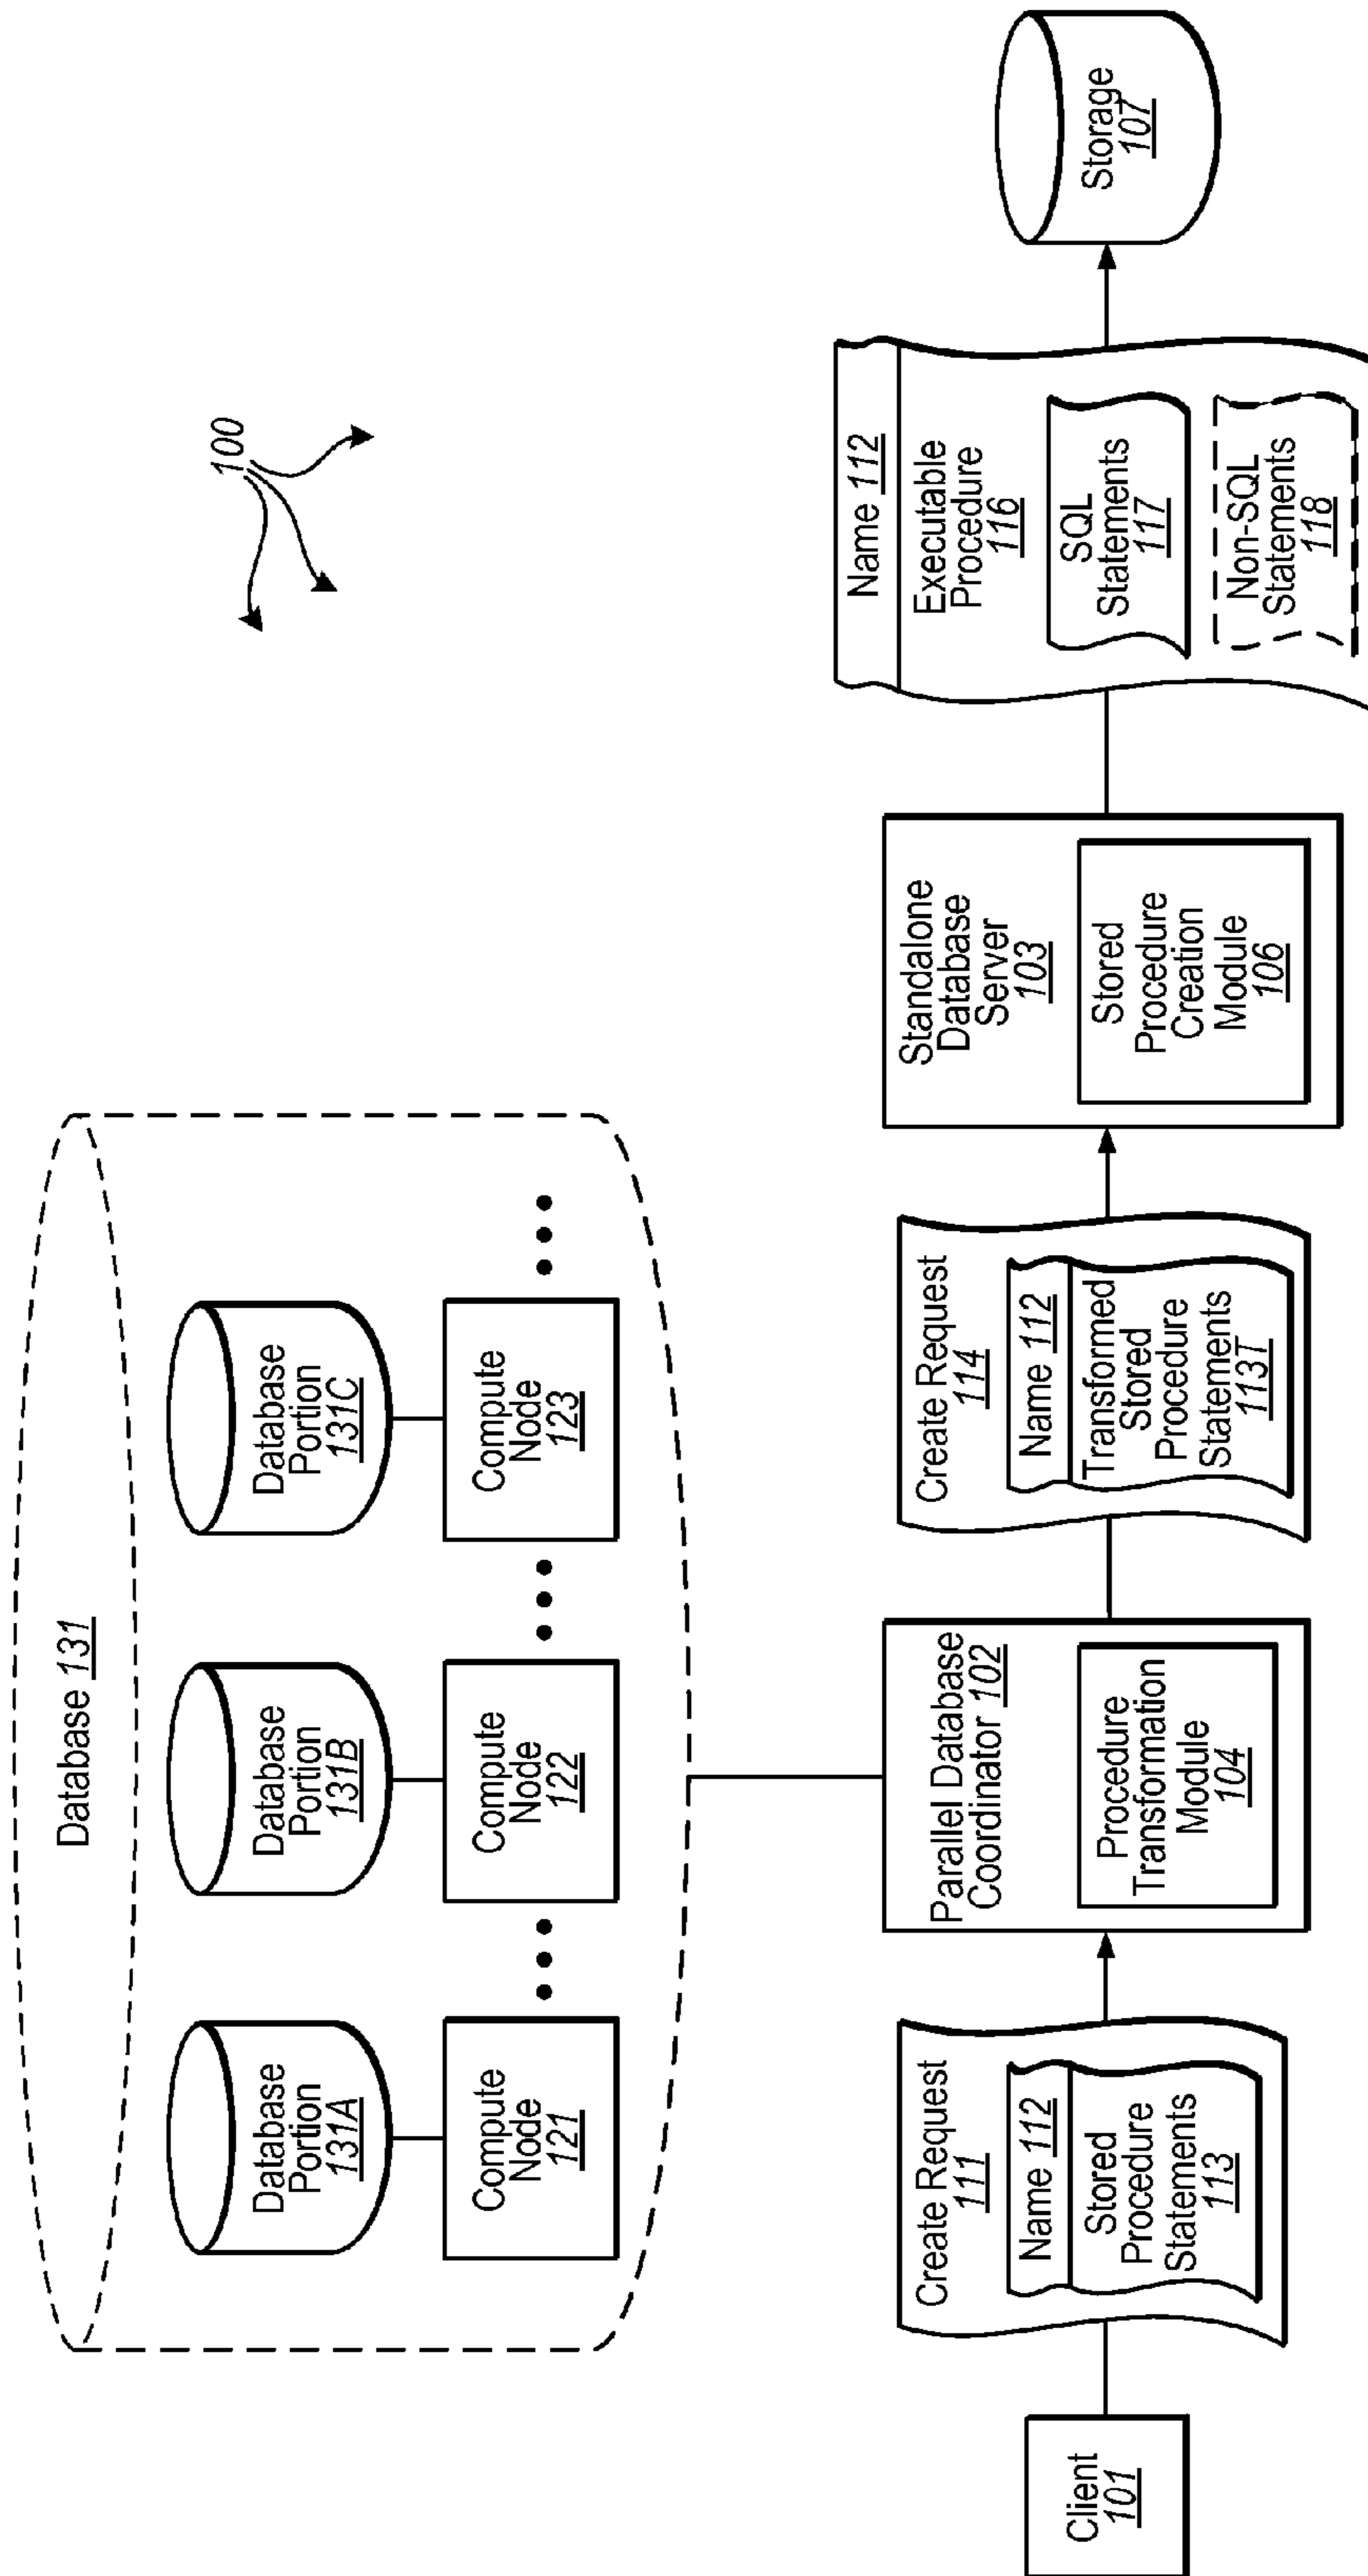 100
Database 131
Database
Portion
131A
Database
Portion
131B
Database
Portion
131C
Compute
Node
121
Compute
Node
122
Compute
Node
123
Client
101
Create Request
111
Name 112
Stored
Procedure
Statements
113
Parallel Database
Coordinator 102
Procedure
Transformation
Module
104
Create Request
114
Name 112
Transformed
Stored
Procedure
Statements
113T
Standalone
Database
Server
103
Stored
Procedure
Creation
Module
106
Name 112
Executable
Procedure
116
SQL
Statements
117
Non-SQL
Statements
118
Storage
107